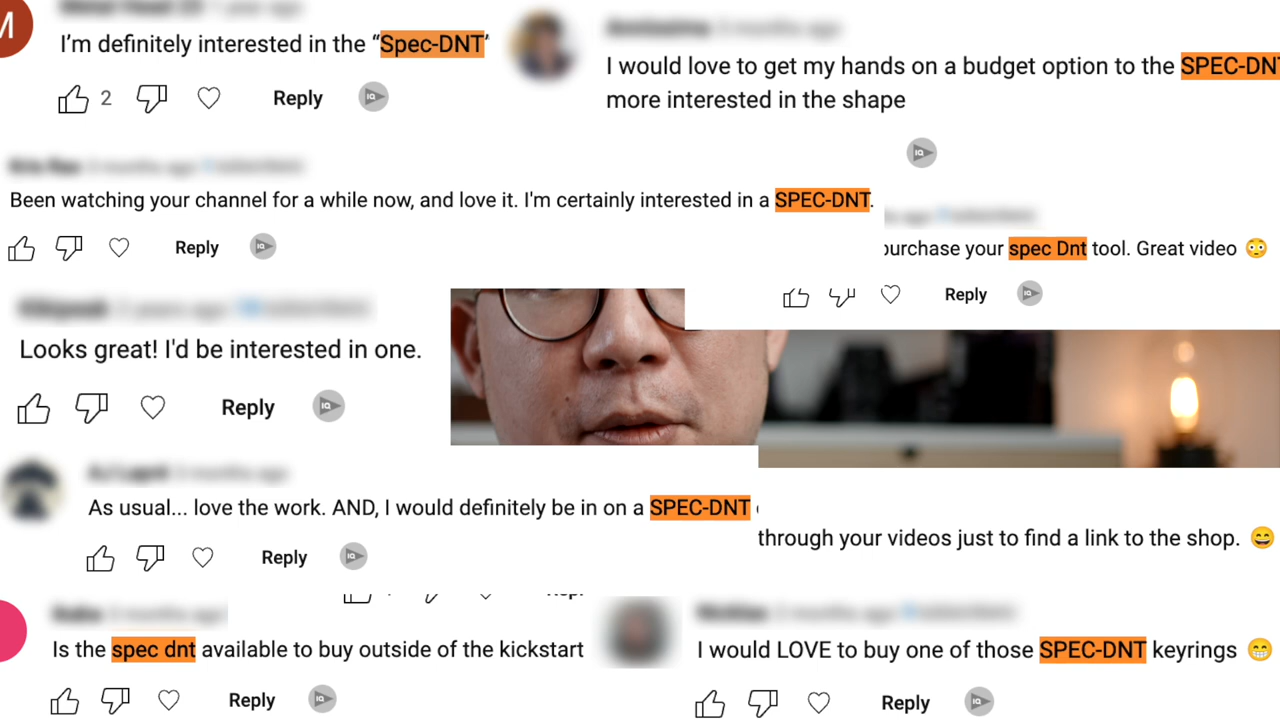 M
I'm definitely interested in the “Spec-DNT’
2
Reply
I would love to get my hands on a budget option to the SPEC-DNT
more interested in the shape
Been watching your channel for a while now, and love it. I'm certainly interested in a SPEC-DNT.
Reply
purchase your spec Dnt tool. Great video 😳
Reply
Looks great! I'd be interested in one.
Reply
As usual... love the work. AND, I would definitely be in on a SPEC-DNT
Reply
through your videos just to find a link to the shop. 😄
Is the spec dnt available to buy outside of the kickstart
Reply
I would LOVE to buy one of those SPEC-DNT keyrings 😁
Reply